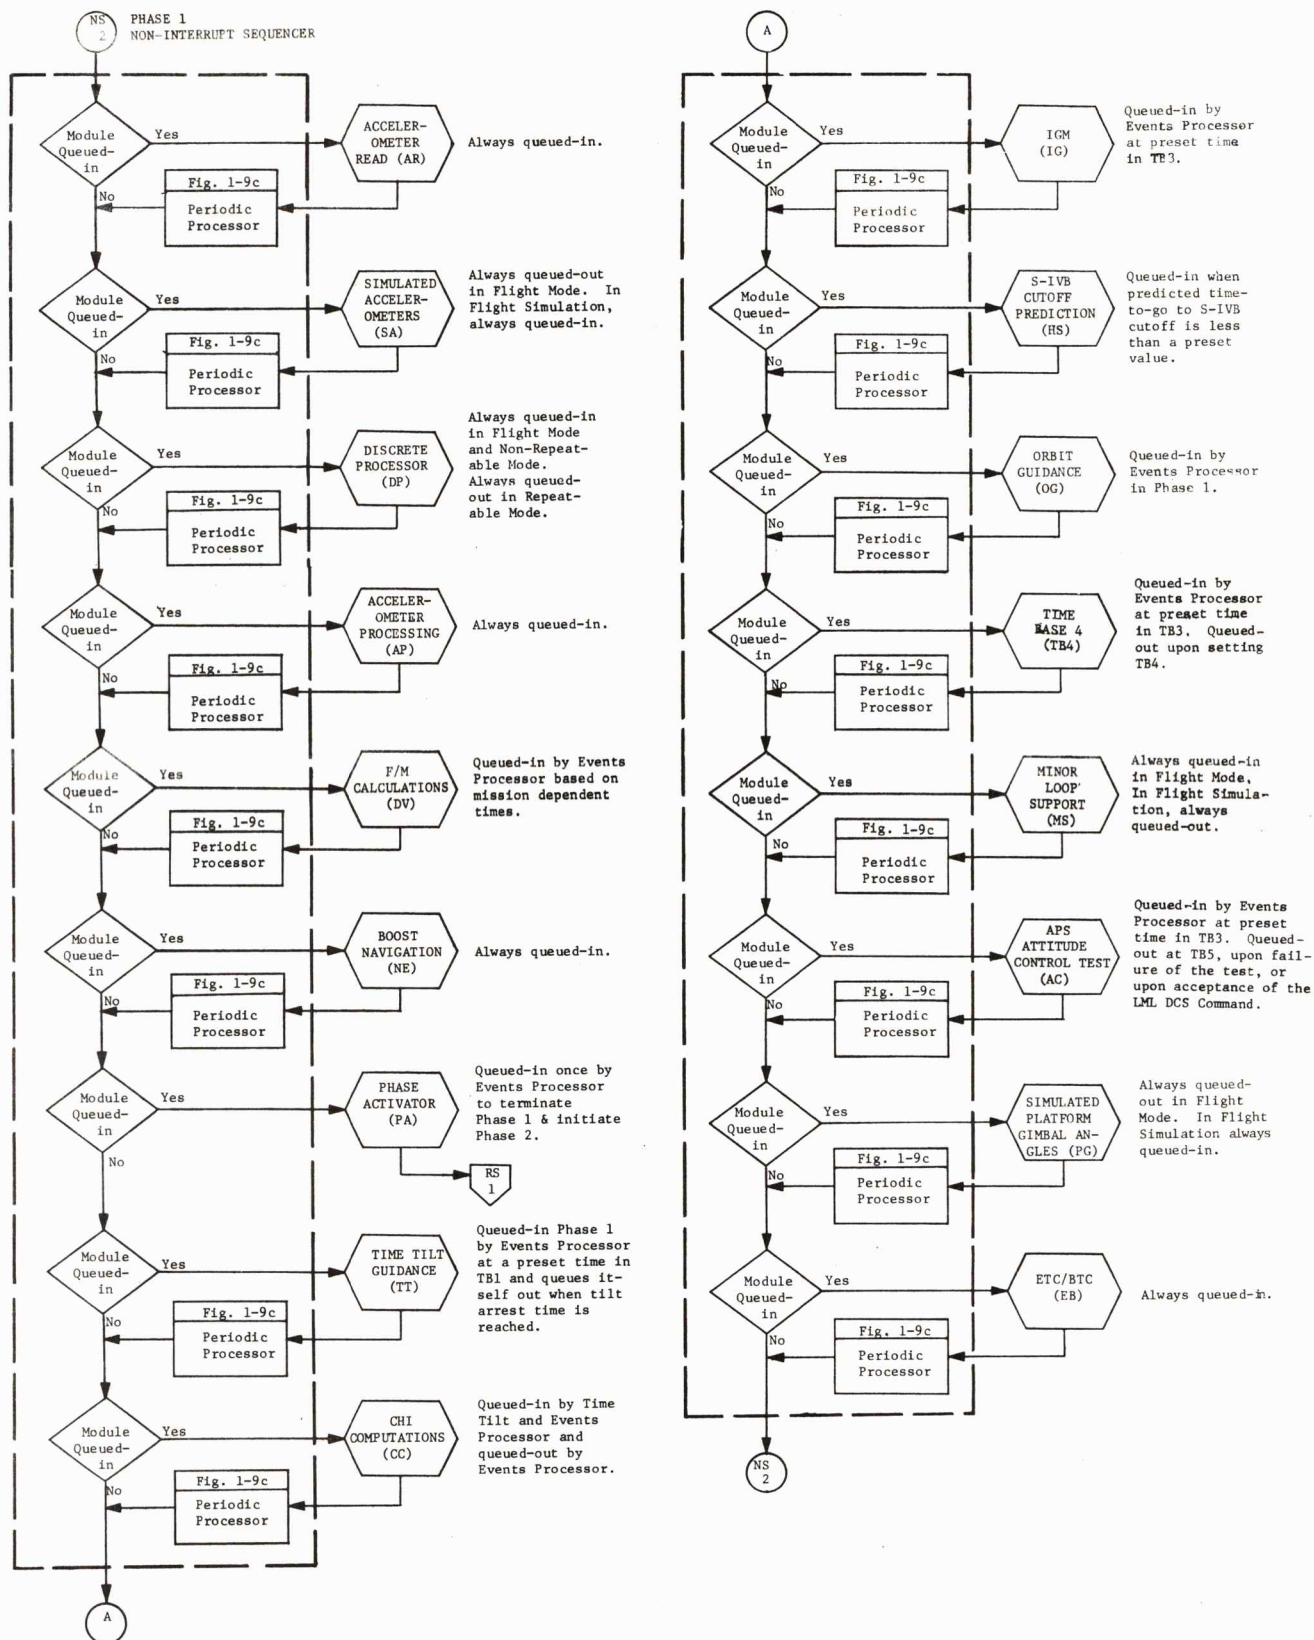 NS
2
PHASE 1
NON-INTERRUPT SEQUENCER
Module
Queued-
in
Yes
No
ACCELER-
OMETER
READ (AR)
Always queued-in.
Fig. 1-9c
Periodic
Processor
Module
Queued-
in
Yes
No
SIMULATED
ACCELER-
OMETERS
(SA)
Always queued-out
in Flight Mode. In
Flight Simulation,
always queued-in.
Fig. 1-9c
Periodic
Processor
Module
Queued-
in
Yes
No
DISCRETE
PROCESSOR
(DP)
Always queued-in
in Flight Mode
and Non-Repeat-
able Mode.
Always queued-
out in Repeat-
able Mode.
Fig. 1-9c
Periodic
Processor
Module
Queued-
in
Yes
No
ACCELER-
OMETER
PROCESSING
(AP)
Always queued-in.
Fig. 1-9c
Periodic
Processor
Module
Queued-
in
Yes
No
F/M
CALCULATIONS
(DV)
Queued-in by Events
Processor based on
mission dependent
times.
Fig. 1-9c
Periodic
Processor
Module
Queued-
in
Yes
No
BOOST
NAVIGATION
(NE)
Always queued-in.
Fig. 1-9c
Periodic
Processor
Module
Queued-
in
Yes
No
PHASE
ACTIVATOR
(PA)
Queued-in once by
Events Processor
to terminate
Phase 1 & initiate
Phase 2.
RS
1
Module
Queued-
in
Yes
No
TIME TILT
GUIDANCE
(TT)
Queued-in Phase 1
by Events Processor
at a preset time in
TB1 and queues it-
self out when tilt
arrest time is
reached.
Fig. 1-9c
Periodic
Processor
Module
Queued-
in
Yes
No
CHI
COMPUTATIONS
(CC)
Queued-in by Time
Tilt and Events
Processor and
queued-out by
Events Processor.
Fig. 1-9c
Periodic
Processor
A
A
Module
Queued-
in
Yes
No
IGM
(IG)
Queued-in by
Events Processor
at preset time
in TB3.
Fig. 1-9c
Periodic
Processor
Module
Queued-
in
Yes
No
S-IVB
CUTOFF
PREDICTION
(HS)
Queued-in when
predicted time-
to-go to S-IVB
cutoff is less
than a preset
value.
Fig. 1-9c
Periodic
Processor
Module
Queued-
in
Yes
No
ORBIT
GUIDANCE
(OG)
Queued-in by
Events Processor
in Phase 1.
Fig. 1-9c
Periodic
Processor
Module
Queued-
in
Yes
No
TIME
BASE 4
(TB4)
Queued-in by
Events Processor
at preset time
in TB3. Queued-
out upon setting
TB4.
Fig. 1-9c
Periodic
Processor
Module
Queued-
in
Yes
No
MINOR
LOOP
SUPPORT
(MS)
Always queued-in
in Flight Mode,
In Flight Simula-
tion, always
queued-out.
Fig. 1-9c
Periodic
Processor
Module
Queued-
in
Yes
No
APS
ATTITUDE
CONTROL TEST
(AC)
Queued-in by Events
Processor at preset
time in TB3. Queued-
out at TB5, upon fail-
ure of the test, or
upon acceptance of the
LML DCS Command.
Fig. 1-9c
Periodic
Processor
Module
Queued-
in
Yes
No
SIMULATED
PLATFORM
GIMBAL AN-
GLES (PG)
Always queued-
out in Flight
Mode. In Flight
Simulation always
queued-in.
Fig. 1-9c
Periodic
Processor
Module
Queued-
in
Yes
No
ETC/BTC
(EB)
Always queued-in.
Fig. 1-9c
Periodic
Processor
NS
2